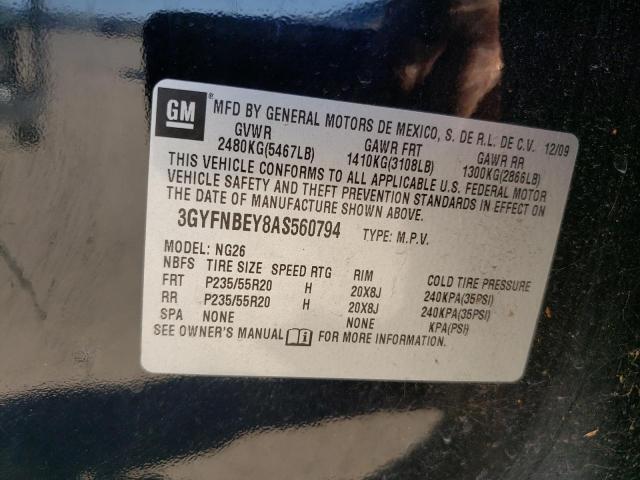 GM ® MFD BY GENERAL MOTORS DE MEXICO, S. DE R.L. DE C.V. 12/09
GVWR GAWR FRT GAWR RR
2480KG(5467LB) 1410KG(3108LB) 1300KG(2866LB)
THIS VEHICLE CONFORMS TO ALL APPLICABLE U.S. FEDERAL MOTOR
VEHICLE SAFETY AND THEFT PREVENTION STANDARDS IN EFFECT ON
THE DATE OF MANUFACTURE SHOWN ABOVE.
3GYFNBEY8AS560794 TYPE: M.P.V.
MODEL: NG26
NBFS TIRE SIZE SPEED RTG RIM COLD TIRE PRESSURE
FRT P235/55R20 H 20X8J 240KPA(35PSI)
RR P235/55R20 H 20X8J 240KPA(35PSI)
SPA NONE NONE KPA(PSI)
SEE OWNER'S MANUAL i FOR MORE INFORMATION.